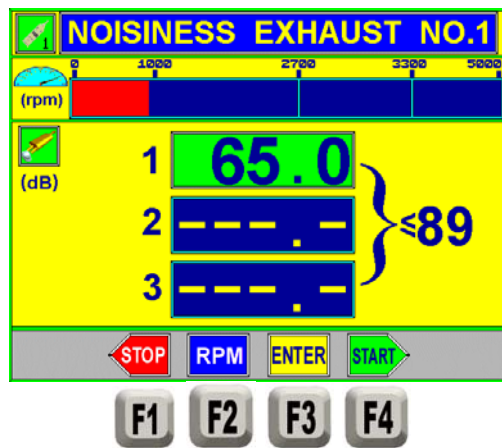 NOISINESS EXHAUST NO.1
1
0 1000 2700 3300 5000
(rpm)
(dB)
1 65.0
2 ---.-
≤89
3 ---.-
STOP RPM ENTER START
F1 F2 F3 F4